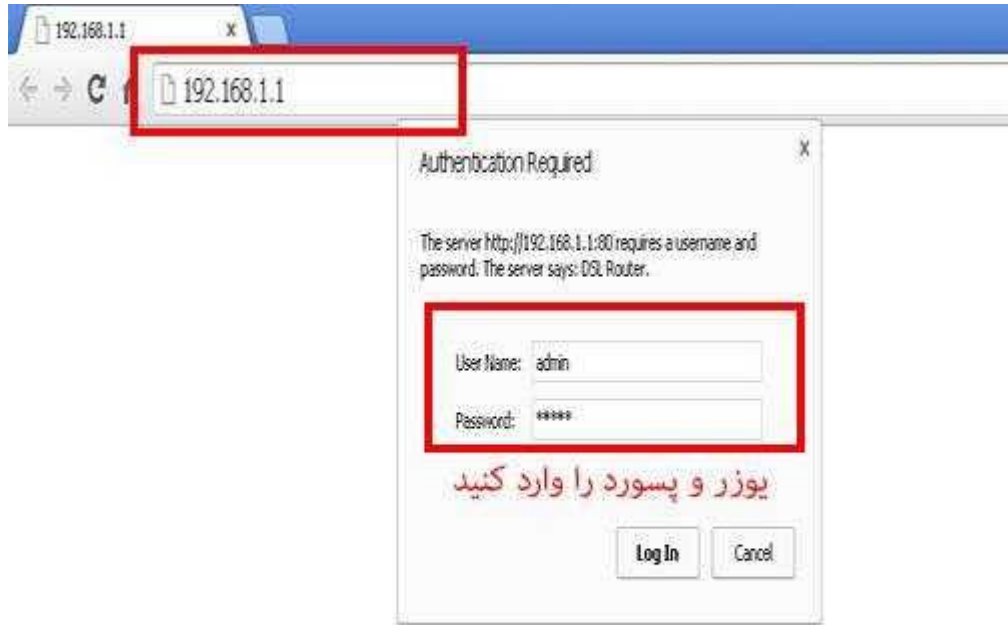 192.168.1.1 x
192.168.1.1
Authentication Required x
The server http://192.168.1.1:80 requires a username and
password. The server says: DSL Router.
User Name: admin
Password: *****
یوزر و پسورد را وارد کنید
Log In Cancel